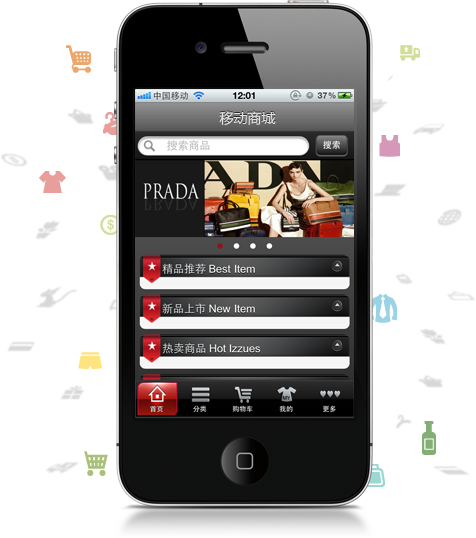 中国移动 12:01 37%
移动商城
搜索商品 搜索
PRADA
精品推荐 Best Item
新品上市 New Item
热卖商品 Hot Izzues
首页 分类 购物车 MY 我的 更多
$